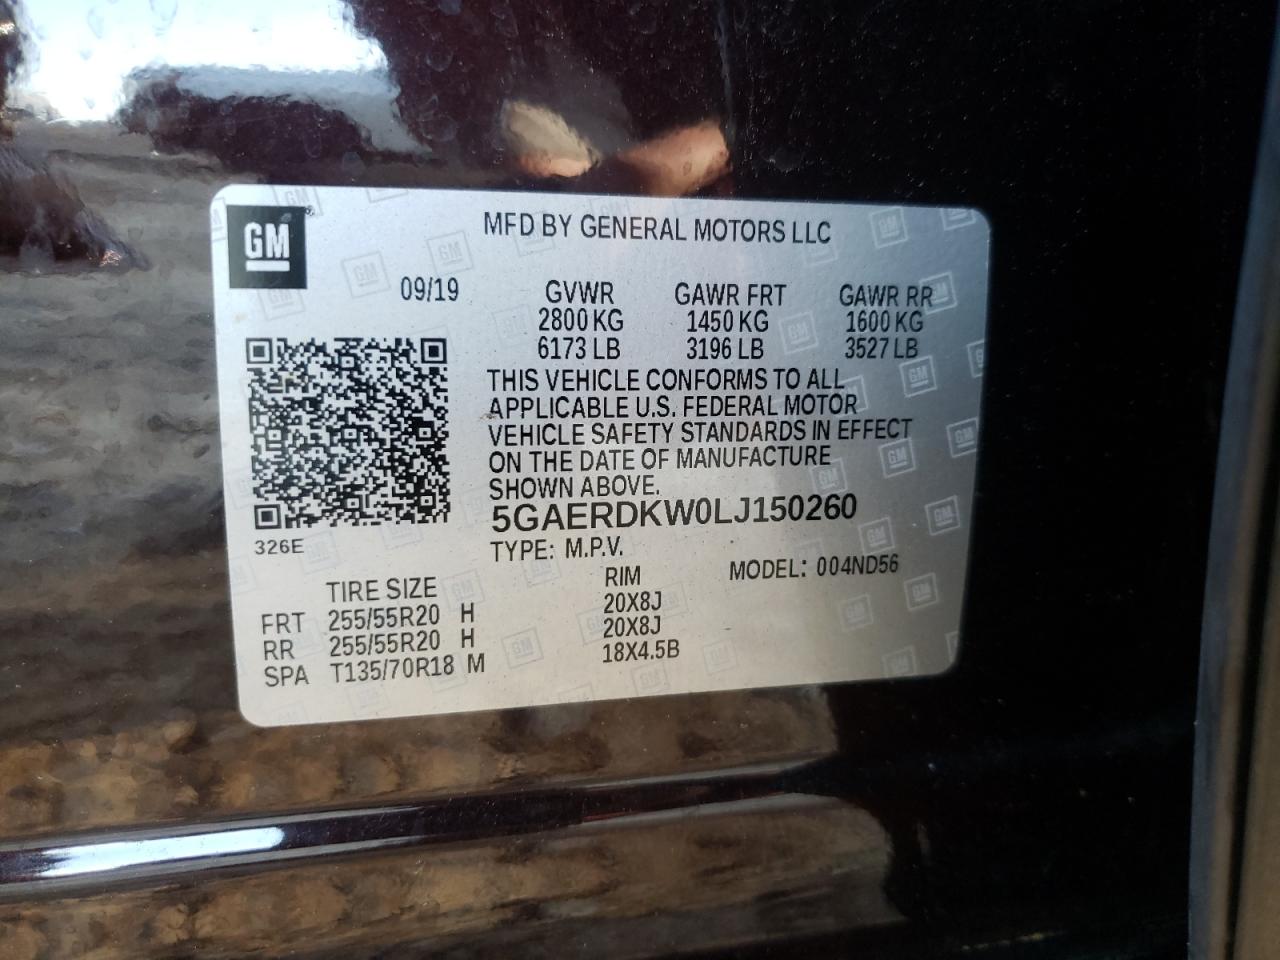 GM
MFD BY GENERAL MOTORS LLC
09/19
GVWR GAWR FRT GAWR RR
2800 KG 1450 KG 1600 KG
6173 LB 3196 LB 3527 LB
THIS VEHICLE CONFORMS TO ALL
APPLICABLE U.S. FEDERAL MOTOR
VEHICLE SAFETY STANDARDS IN EFFECT
ON THE DATE OF MANUFACTURE
SHOWN ABOVE.
5GAERDKW0LJ150260
326E
TYPE: M.P.V. MODEL: 004ND56
TIRE SIZE RIM
FRT 255/55R20 H 20X8J
RR 255/55R20 H 20X8J
SPA T135/70R18 M 18X4.5B